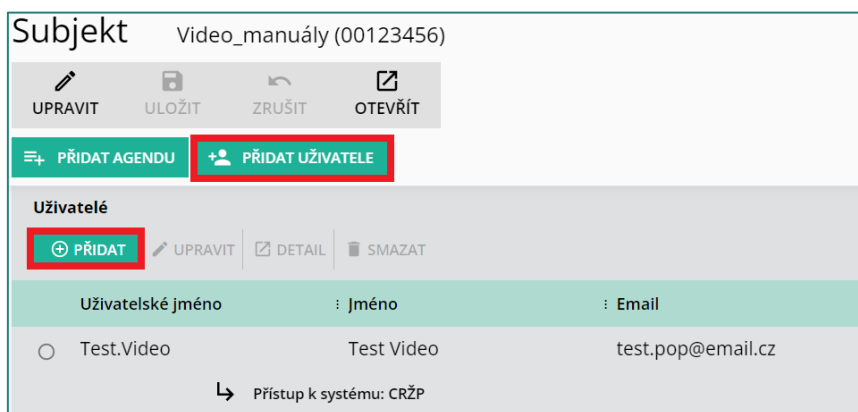 Subjekt Video_manuály (00123456)
UPRAVIT ULOŽIT ZRUŠIT OTEVŘÍT
PŘIDAT AGENDU PŘIDAT UŽIVATELE
Uživatelé
PŘIDAT UPRAVIT DETAIL SMAZAT
Uživatelské jméno Jméno Email
Test.Video Test Video test.pop@email.cz
Přístup k systému: CRŽP